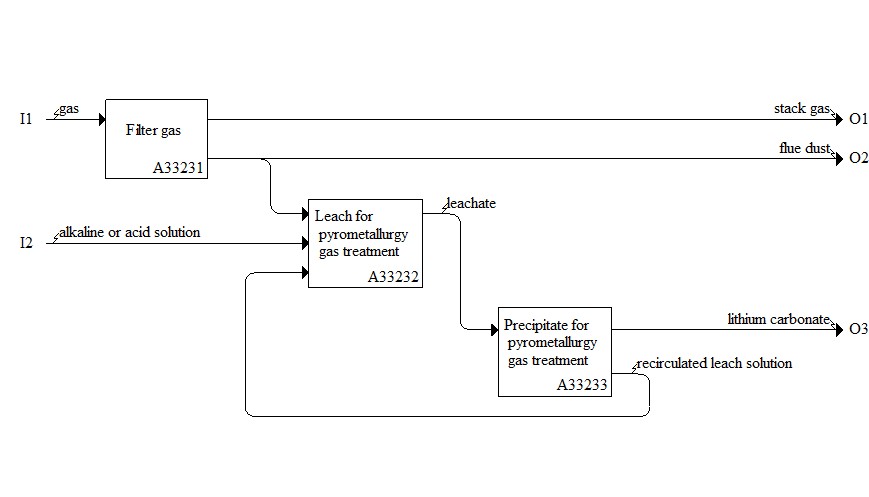 I1
gas
Filter gas
A33231
stack gas
O1
flue dust
O2
I2
alkaline or acid solution
Leach for
pyrometallurgy
gas treatment
A33232
leachate
Precipitate for
pyrometallurgy
gas treatment
A33233
lithium carbonate
O3
recirculated leach solution